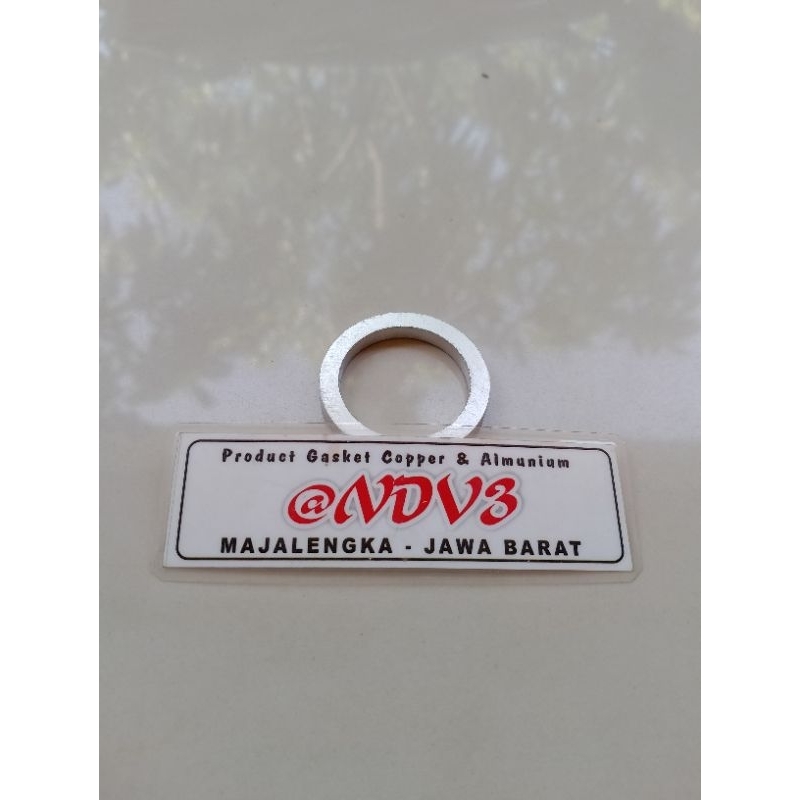 Product Gasket Copper & Almunium
@NDV3
MAJALENGKA - JAWA BARAT